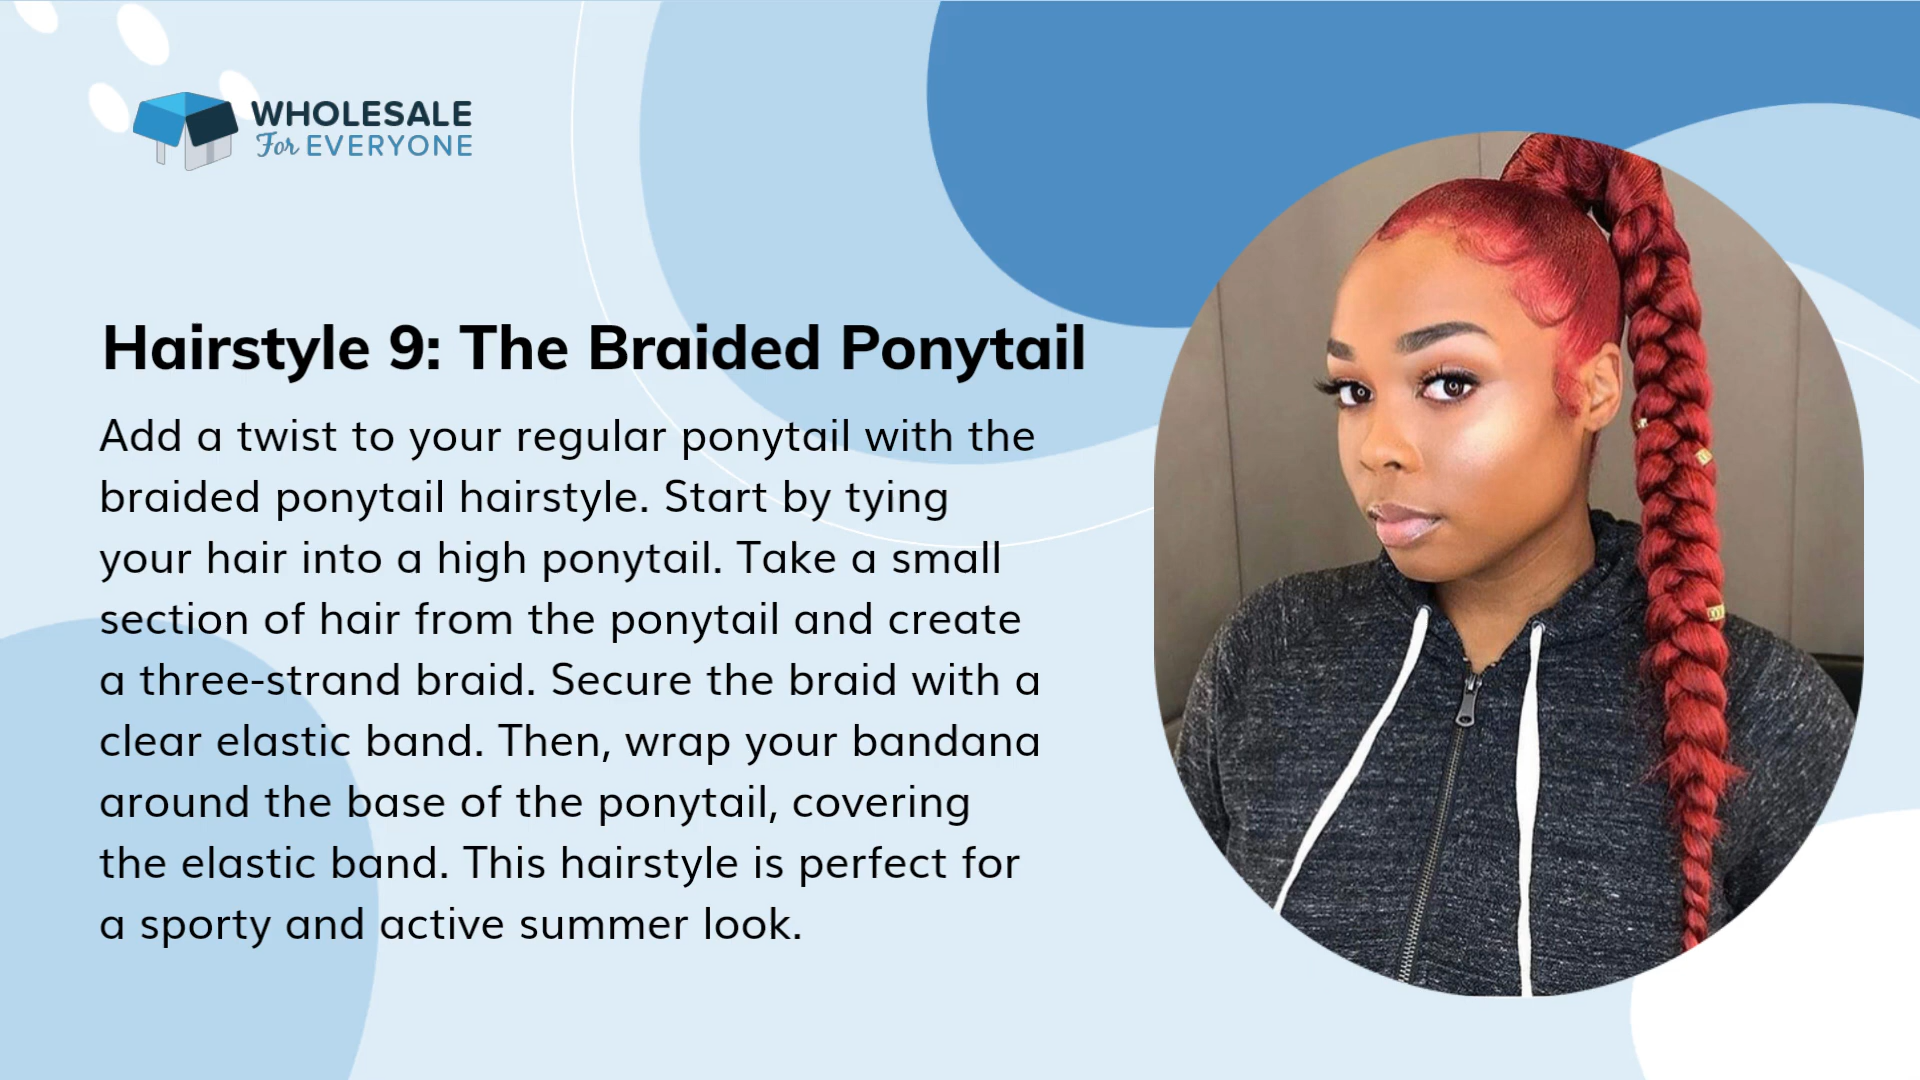 WHOLESALE
For EVERYONE
Hairstyle 9: The Braided Ponytail
Add a twist to your regular ponytail with the
braided ponytail hairstyle. Start by tying
your hair into a high ponytail. Take a small
section of hair from the ponytail and create
a three-strand braid. Secure the braid with a
clear elastic band. Then, wrap your bandana
around the base of the ponytail, covering
the elastic band. This hairstyle is perfect for
a sporty and active summer look.